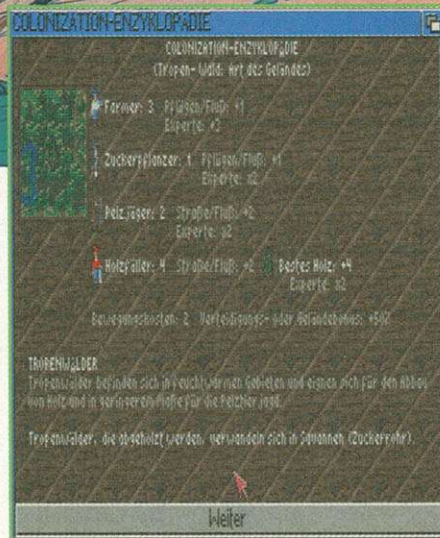 COLONIZATION-ENZYKLOPÄDIE
COLONIZATION-ENZYKLOPÄDIE
(Tropen- Wald: Art des Geländes)
Farmer: 3 Pflügen/Fluß: +1
Experte: +3
Zuckerpflanzer: 1 Pflügen/Fluß: +1
Experte: x2
Pelzjäger: 2 Straße/Fluß: +2
Experte: x2
Holzfäller: 4 Straße/Fluß: +2 Bestes Holz: +4
Experte: x2
Bewegungskosten: 2 Verteidigungs- oder Geländebonus: +50%
TROPENWÄLDER
Tropenwälder befinden sich in feuchtwarmen Gebieten und eignen sich für den Abbau
von Holz und in geringerem Maße für die Pelztierjagd.
Tropenwälder, die abgeholzt werden, verwandeln sich in Savannen (Zuckerrohr).
Weiter